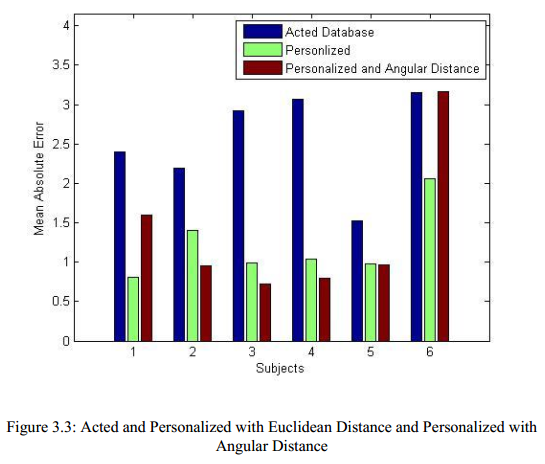 4
3.5
3
2.5
2
1.5
1
0.5
0
Mean Absolute Error
Acted Database
Personlized
Personalized and Angular Distance
1 2 3 4 5 6
Subjects
Figure 3.3: Acted and Personalized with Euclidean Distance and Personalized with
Angular Distance